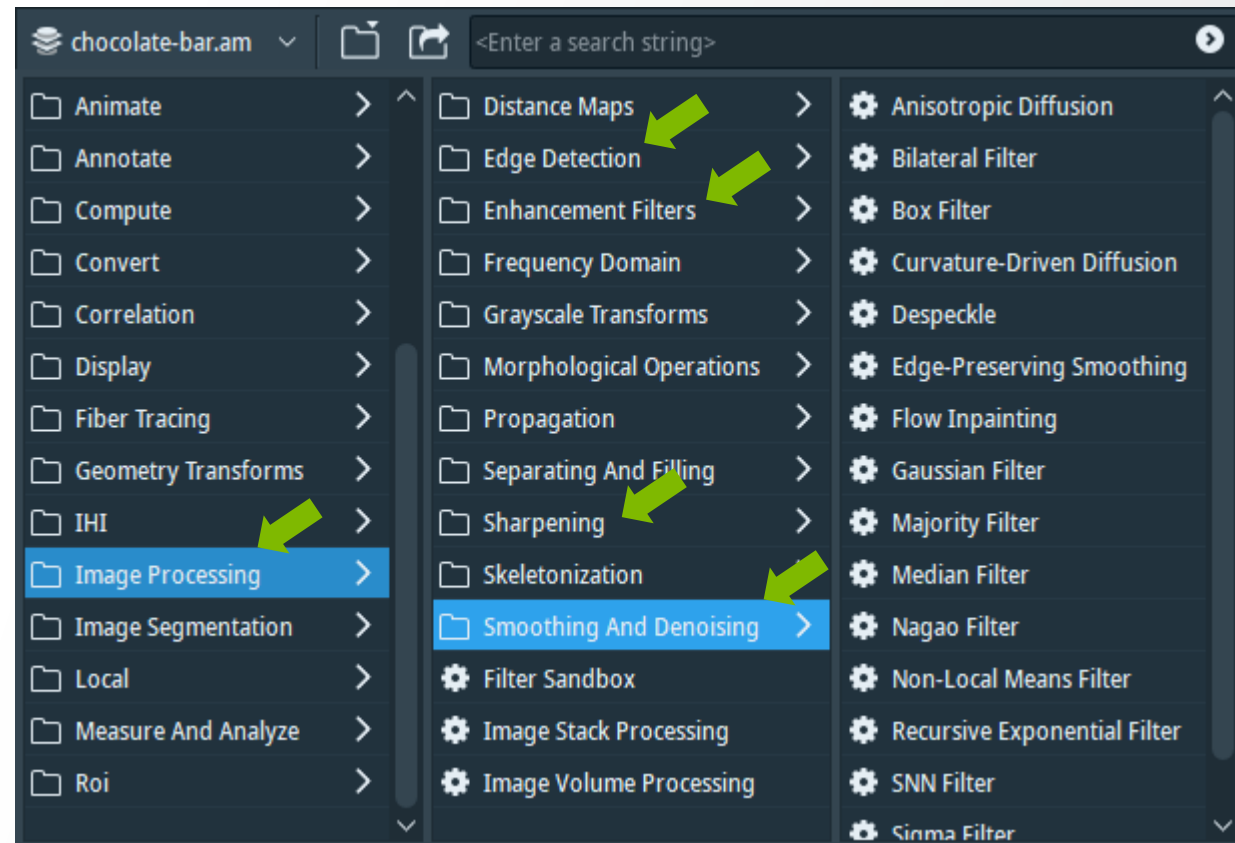 chocolate-bar.am
<Enter a search string>
Animate
Annotate
Compute
Convert
Correlation
Display
Fiber Tracing
Geometry Transforms
IHI
Image Processing
Image Segmentation
Local
Measure And Analyze
Roi
Distance Maps
Edge Detection
Enhancement Filters
Frequency Domain
Grayscale Transforms
Morphological Operations
Propagation
Separating And Filling
Sharpening
Skeletonization
Smoothing And Denoising
Filter Sandbox
Image Stack Processing
Image Volume Processing
Anisotropic Diffusion
Bilateral Filter
Box Filter
Curvature-Driven Diffusion
Despeckle
Edge-Preserving Smoothing
Flow Inpainting
Gaussian Filter
Majority Filter
Median Filter
Nagao Filter
Non-Local Means Filter
Recursive Exponential Filter
SNN Filter
Sigma Filter